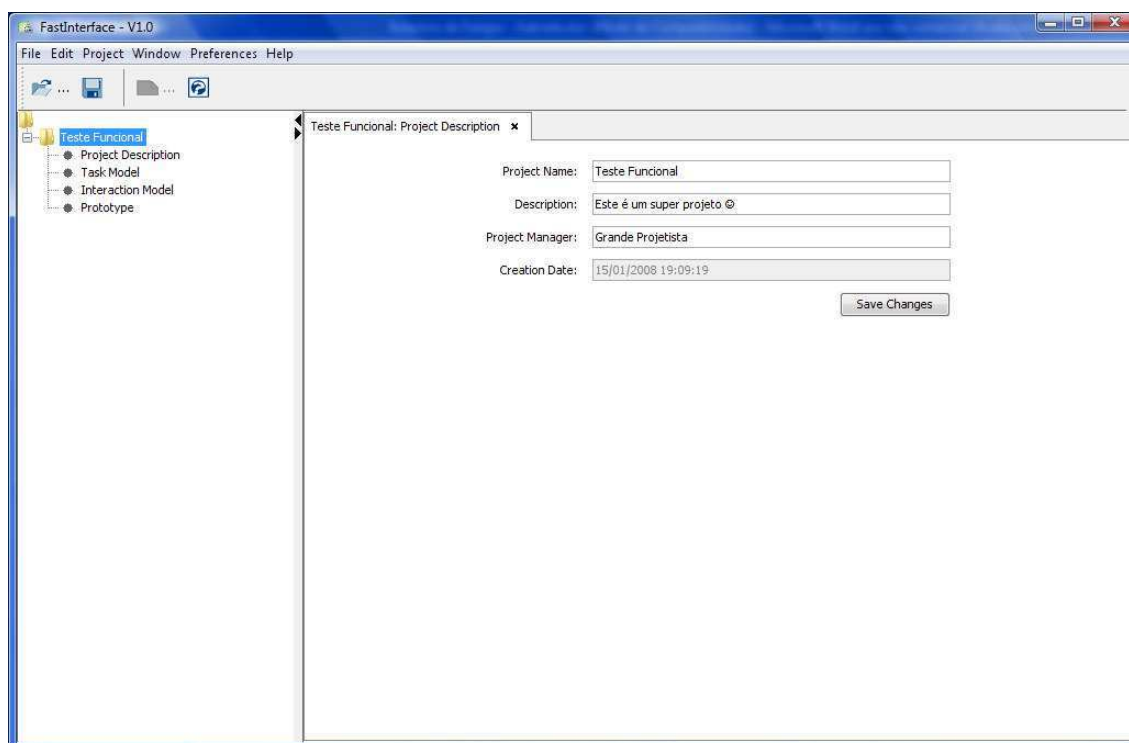 FastInterface - V1.0
File Edit Project Window Preferences Help
... ...
Teste Funcional
Project Description
Task Model
Interaction Model
Prototype
Teste Funcional: Project Description
Project Name: Teste Funcional
Description: Este é um super projeto ☺
Project Manager: Grande Projetista
Creation Date: 15/01/2008 19:09:19
Save Changes